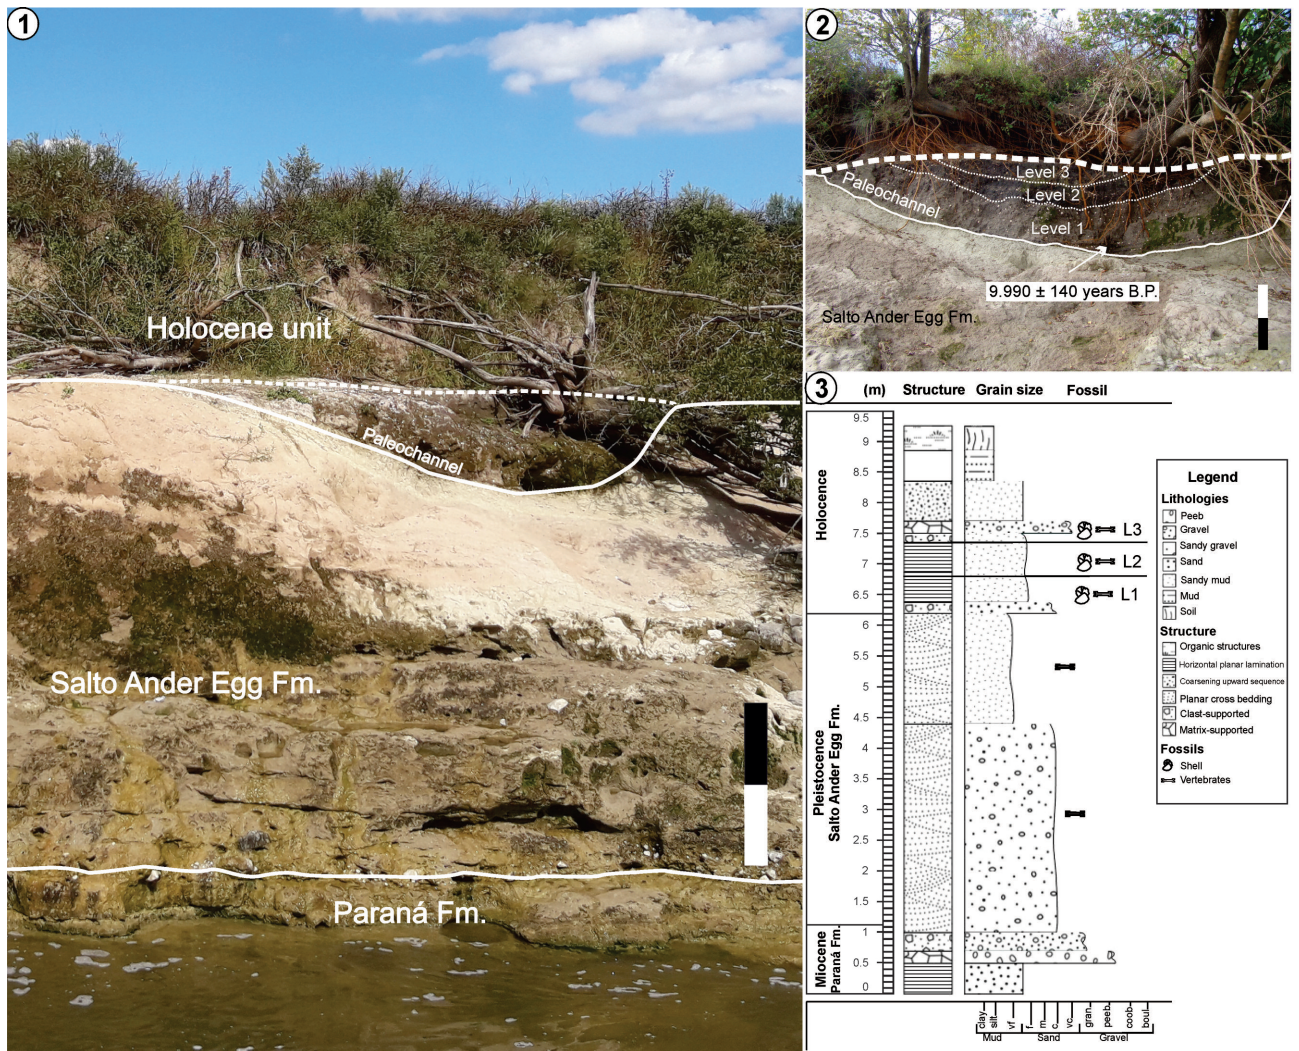 1
Holocene unit
Paleochannel
Salto Ander Egg Fm.
Paraná Fm.
2
Level 3
Level 2
Paleochannel
Level 1
9.990 ± 140 years B.P.
Salto Ander Egg Fm.
3
(m) Structure Grain size Fossil
9.5
9
8.5
8
7.5
7
6.5
6
5.5
5
4.5
4
3.5
3
2.5
2
1.5
1
0.5
0
Holocence
Pleistocence
Salto Ander Egg Fm.
Miocene
Paraná Fm.
L3
L2
L1
clay silt vf f m c vc gran peeb coob boul
Mud Sand Gravel
Legend
Lithologies
Peeb
Gravel
Sandy gravel
Sand
Sandy mud
Mud
Soil
Structure
Organic structures
Horizontal planar lamination
Coarsening upward sequence
Planar cross bedding
Clast-supported
Matrix-supported
Fossils
Shell
Vertebrates